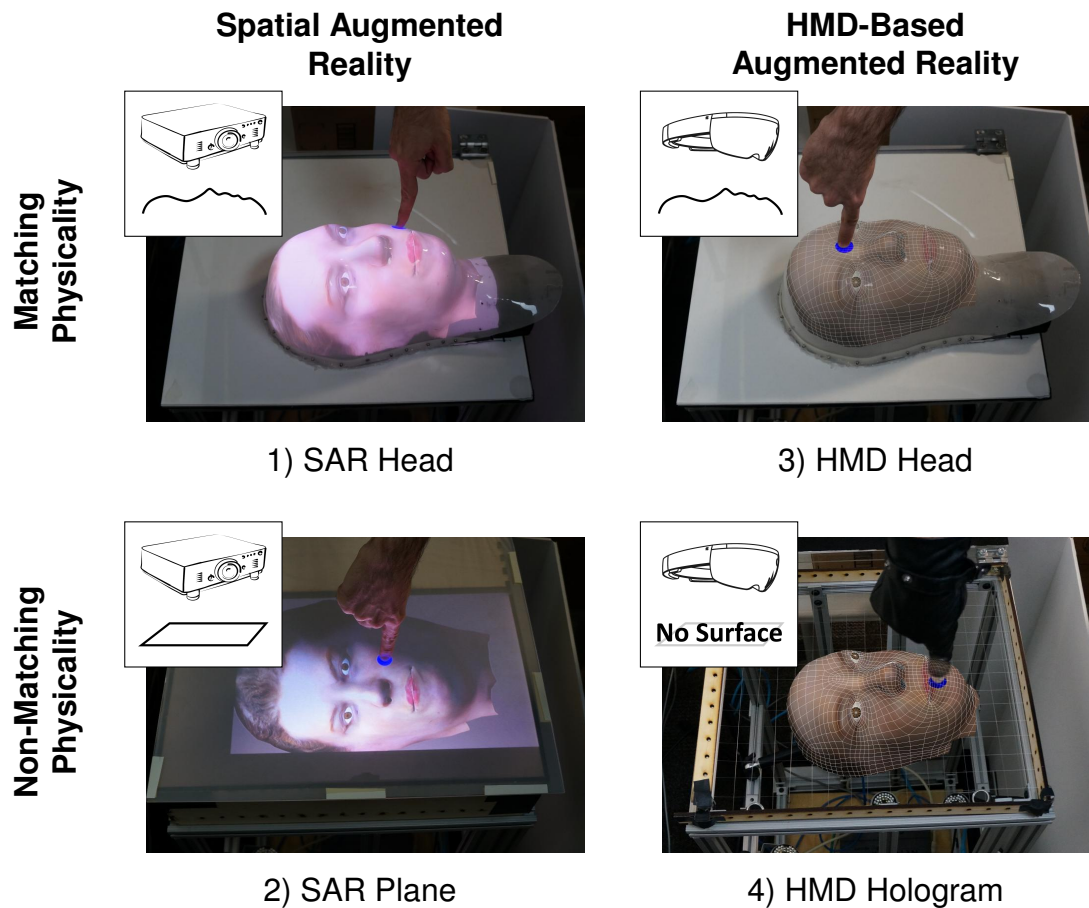 Spatial Augmented
Reality
HMD-Based
Augmented Reality
Matching
Physicality
1) SAR Head
3) HMD Head
Non-Matching
Physicality
No Surface
2) SAR Plane
4) HMD Hologram